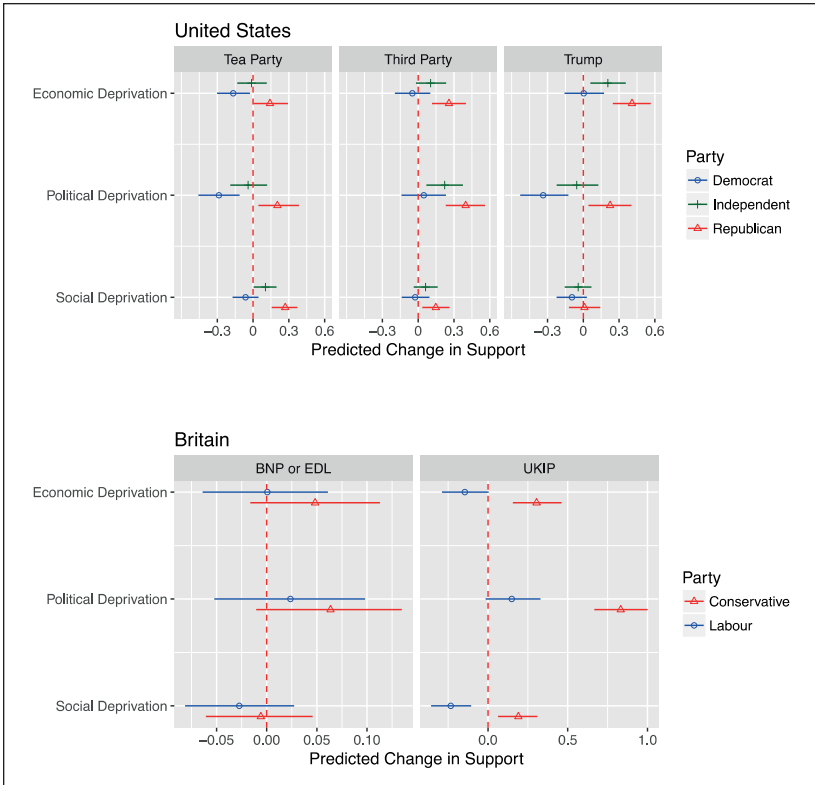 United States
Tea Party Third Party Trump
Economic Deprivation
Political Deprivation
Social Deprivation
−0.3 0 0.3 0.6 −0.3 0 0.3 0.6 −0.3 0 0.3 0.6
Predicted Change in Support
Party
Democrat
Independent
Republican
Britain
BNP or EDL UKIP
Economic Deprivation
Political Deprivation
Social Deprivation
−0.05 0.00 0.05 0.10 0.0 0.5 1.0
Predicted Change in Support
Party
Conservative
Labour